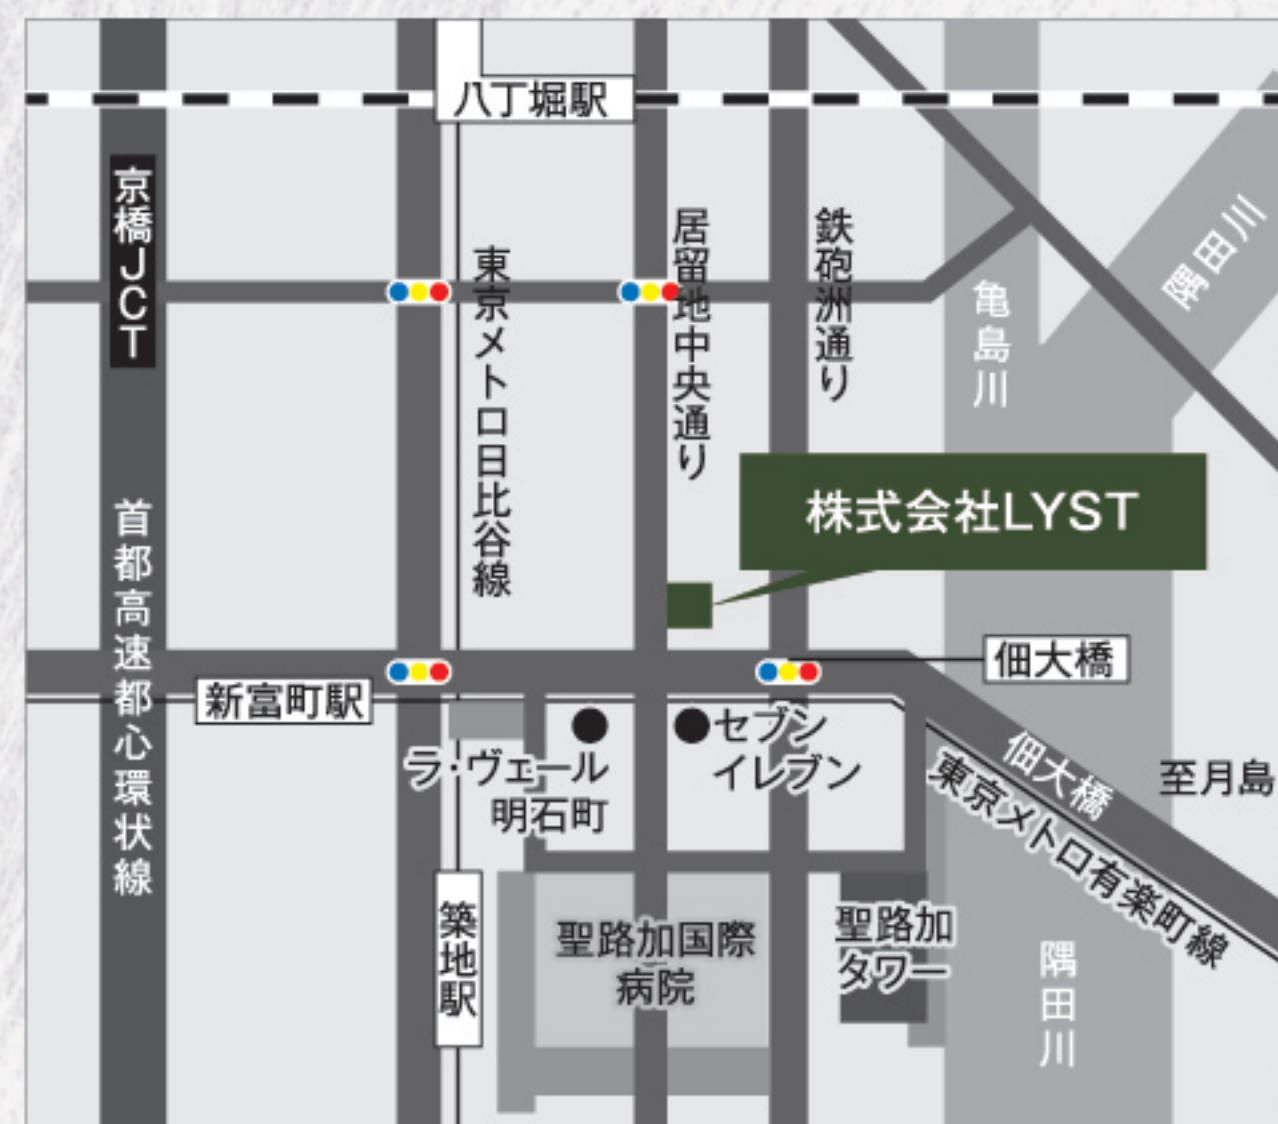 八丁堀駅
京橋JCT
東京メトロ日比谷線
居留地中央通り
鉄砲洲通り
隅田川
亀島川
株式会社LYST
首都高速都心環状線
佃大橋
新富町駅
セブン
イレブン
ラ・ヴェール
明石町
佃大橋
至月島
東京メトロ有楽町線
築地駅
聖路加国際
病院
聖路加
タワー
隅田川